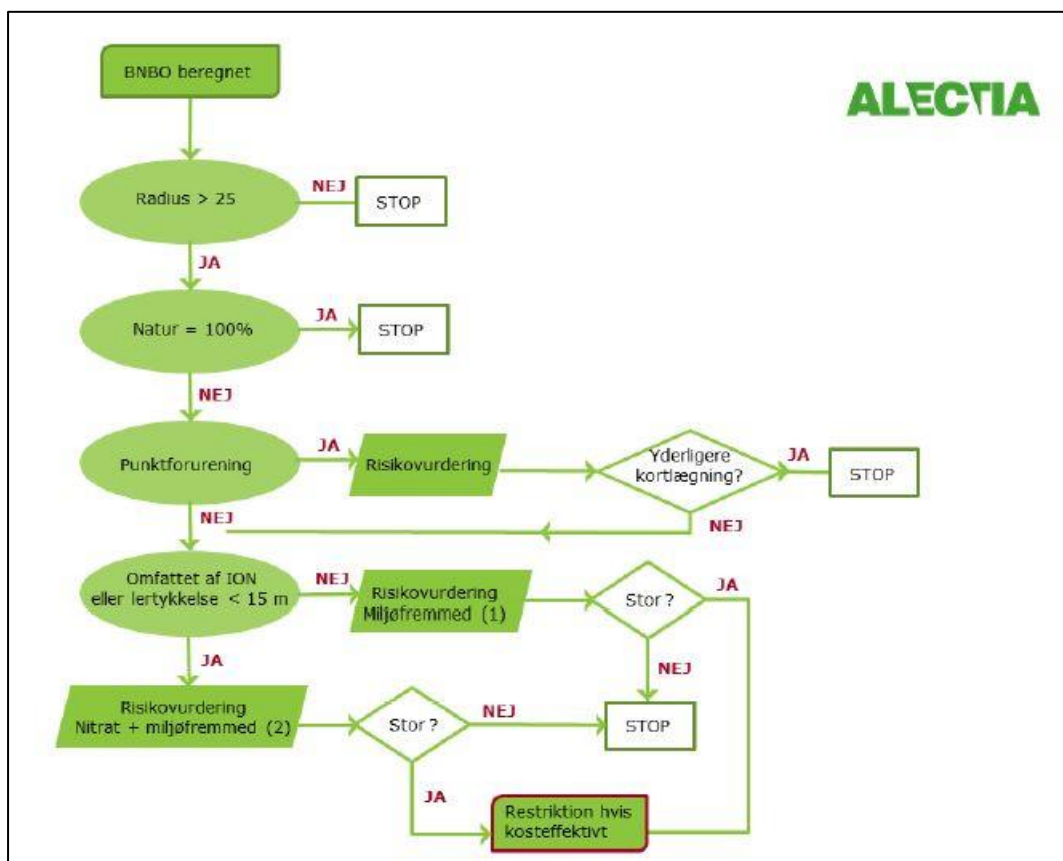 BNBO beregnet
ALECTIA
Radius > 25
NEJ
STOP
JA
Natur = 100%
JA
STOP
NEJ
Punktforurening
JA
Risikovurdering
Yderligere
kortlægning?
JA
STOP
NEJ
NEJ
Omfattet af ION
eller lertykkelse < 15 m
NEJ
Risikovurdering
Miljøfremmed (1)
Stor ?
JA
JA
NEJ
Risikovurdering
Nitrat + miljøfremmed (2)
Stor ?
NEJ
STOP
JA
Restriktion hvis
kosteffektivt